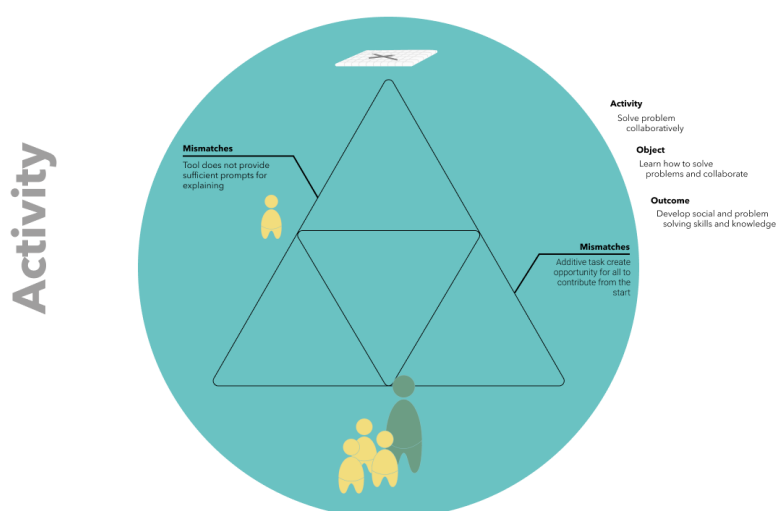 Activity
Mismatches
Tool does not provide
sufficient prompts for
explaining
Activity
Solve problem
collaboratively
Object
Learn how to solve
problems and collaborate
Outcome
Develop social and problem
solving skills and knowledge
Mismatches
Additive task create
opportunity for all to
contribute from the
start